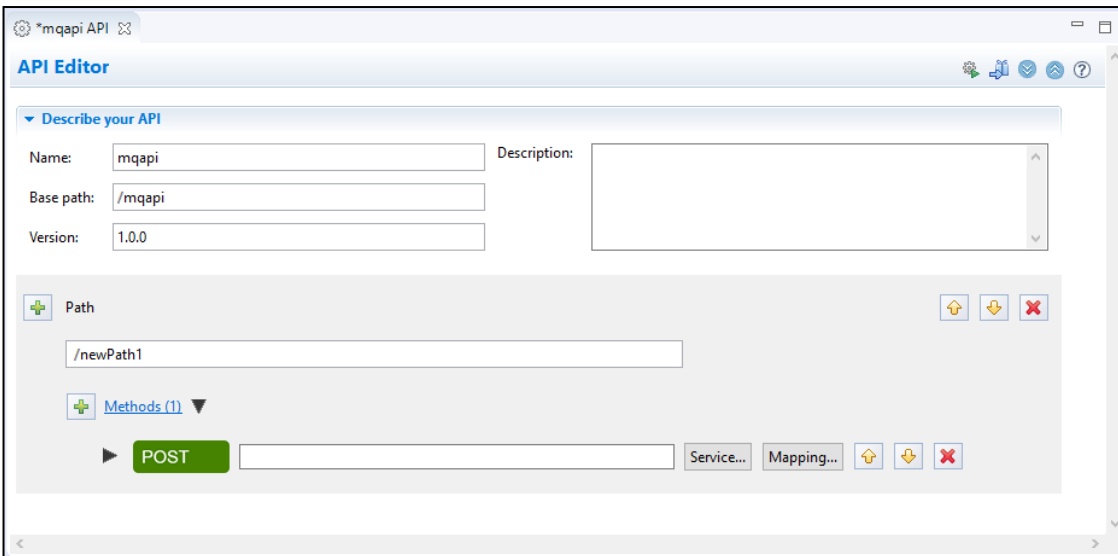 *mqapi API
API Editor
Describe your API
Name: mqapi Description:
Base path: /mqapi
Version: 1.0.0
Path
/newPath1
Methods (1)
POST Service... Mapping...